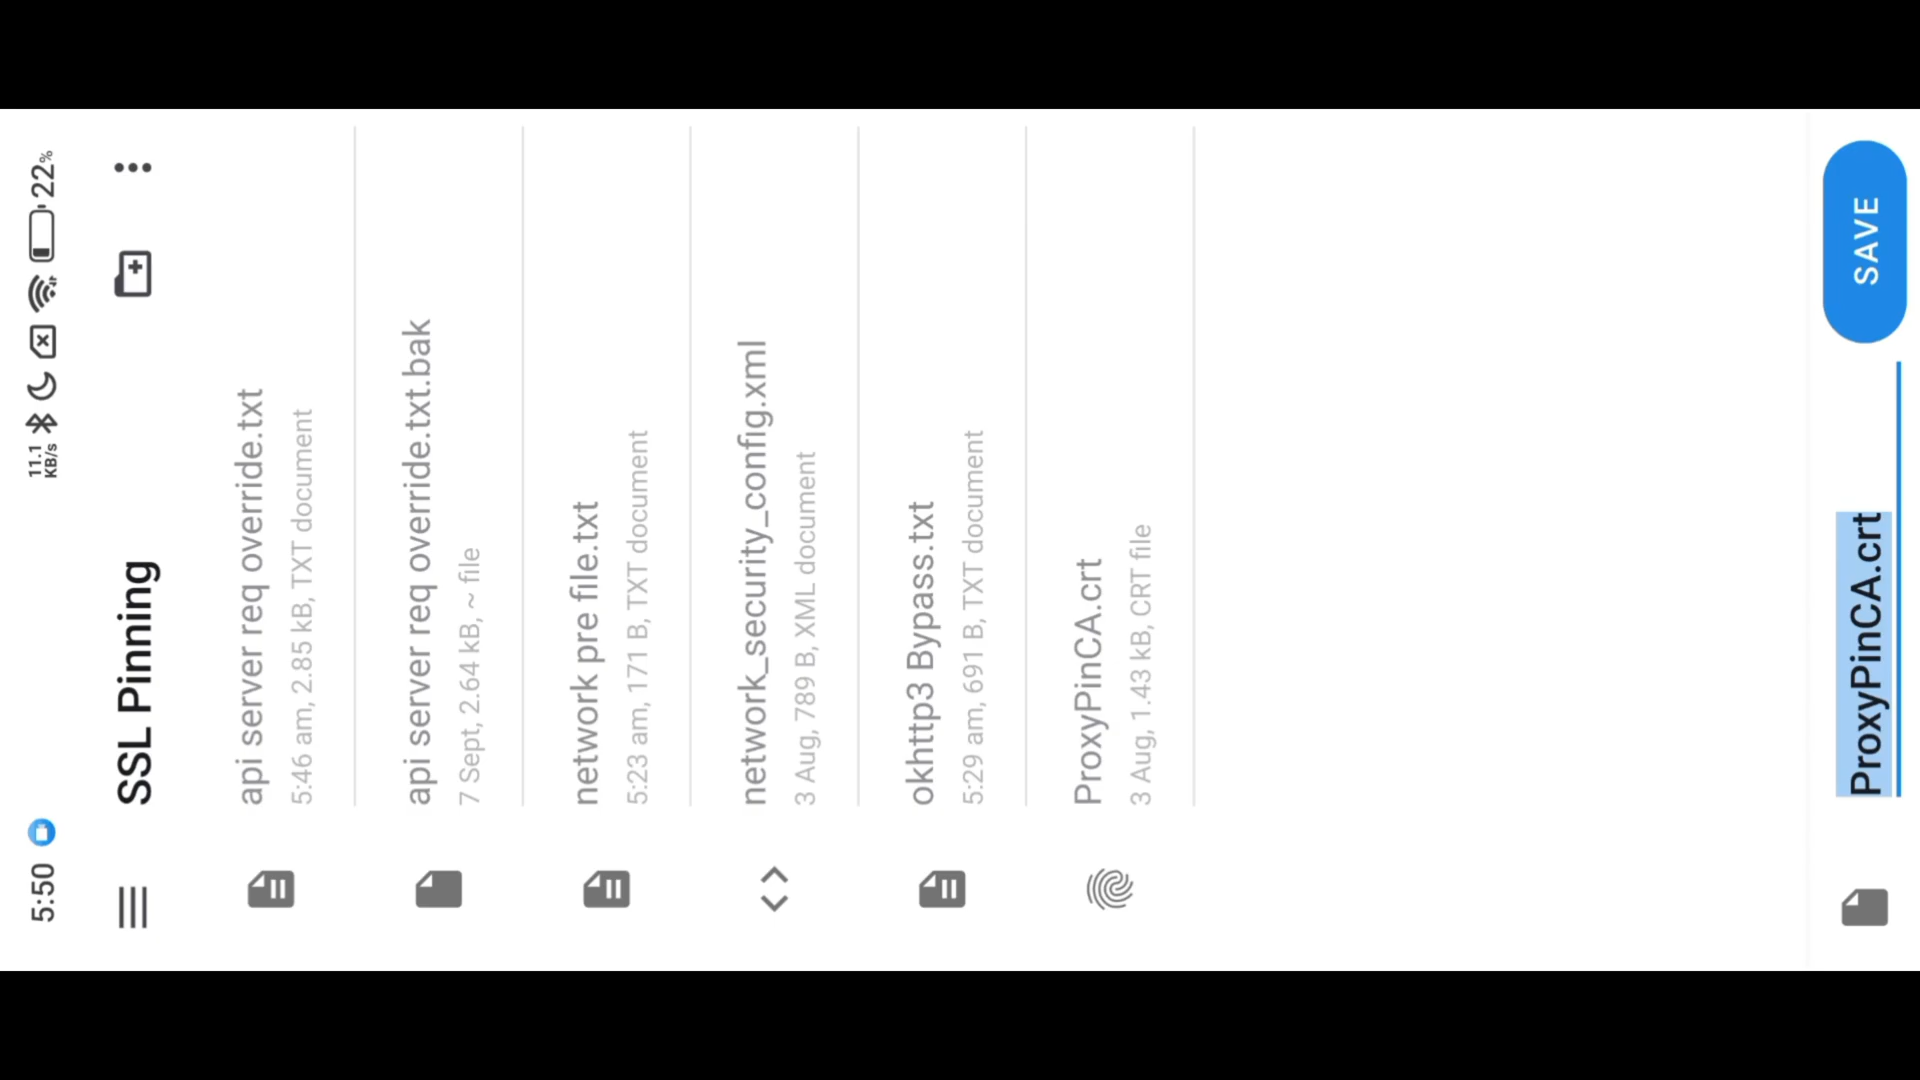 5:50
11.1 KB/s
22%
SSL Pinning
api server req override.txt
5:46 am, 2.85 kB, TXT document
api server req override.txt.bak
7 Sept, 2.64 kB, ~ file
network pre file.txt
5:23 am, 171 B, TXT document
network_security_config.xml
3 Aug, 789 B, XML document
okhttp3 Bypass.txt
5:29 am, 691 B, TXT document
ProxyPinCA.crt
3 Aug, 1.43 kB, CRT file
ProxyPinCA.crt
SAVE